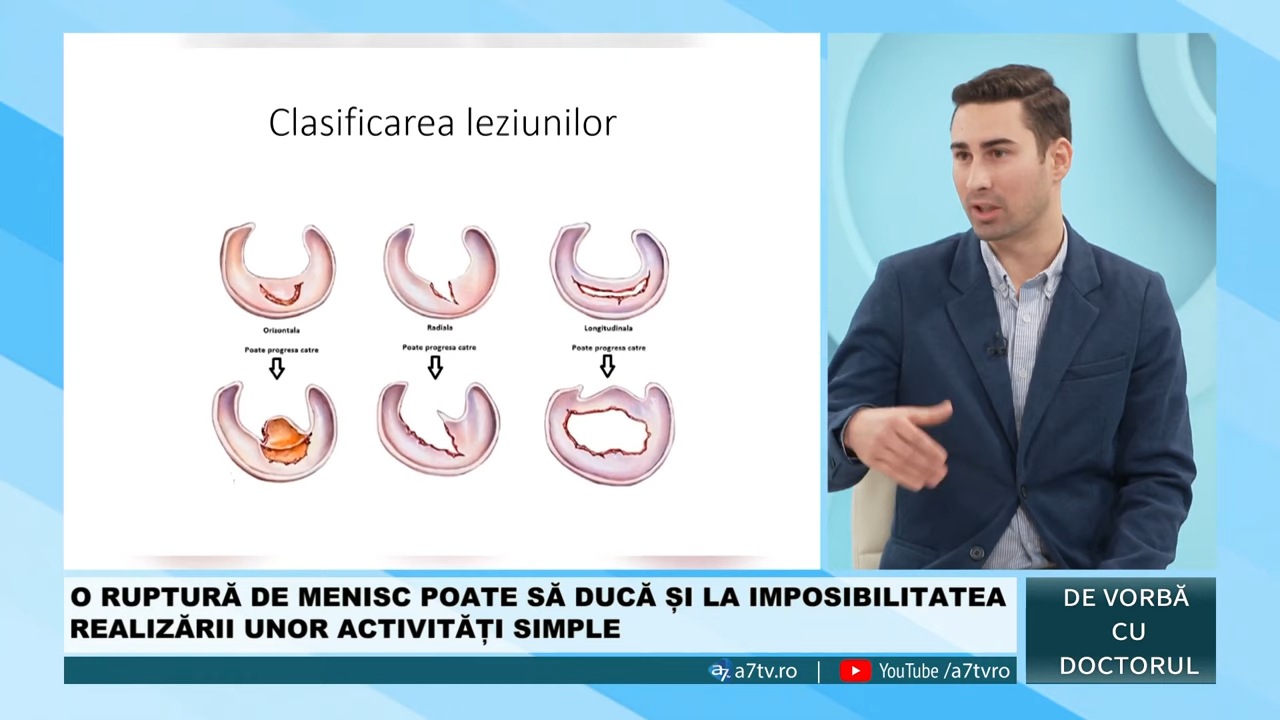 Clasificarea leziunilor
Orizontala
Radiala
Longitudinala
Poate progresa catre
Poate progresa catre
Poate progresa catre
O RUPTURĂ DE MENISC POATE SĂ DUCĂ ȘI LA IMPOSIBILITATEA
REALIZĂRII UNOR ACTIVITĂȚI SIMPLE
DE VORBĂ
CU
DOCTORUL
a7 a7tv.ro | YouTube /a7tvro